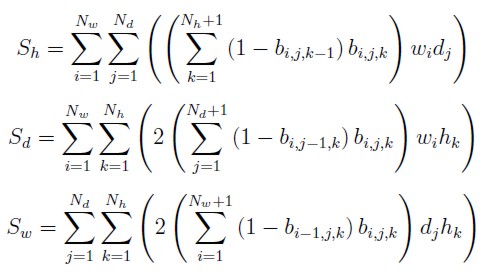 S_h = \sum_{i=1}^{N_w} \sum_{j=1}^{N_d} \left( \left( \sum_{k=1}^{N_h+1} (1 - b_{i,j,k-1}) b_{i,j,k} \right) w_i d_j \right)
S_d = \sum_{i=1}^{N_w} \sum_{k=1}^{N_h} \left( 2 \left( \sum_{j=1}^{N_d+1} (1 - b_{i,j-1,k}) b_{i,j,k} \right) w_i h_k \right)
S_w = \sum_{j=1}^{N_d} \sum_{k=1}^{N_h} \left( 2 \left( \sum_{i=1}^{N_w+1} (1 - b_{i-1,j,k}) b_{i,j,k} \right) d_j h_k \right)